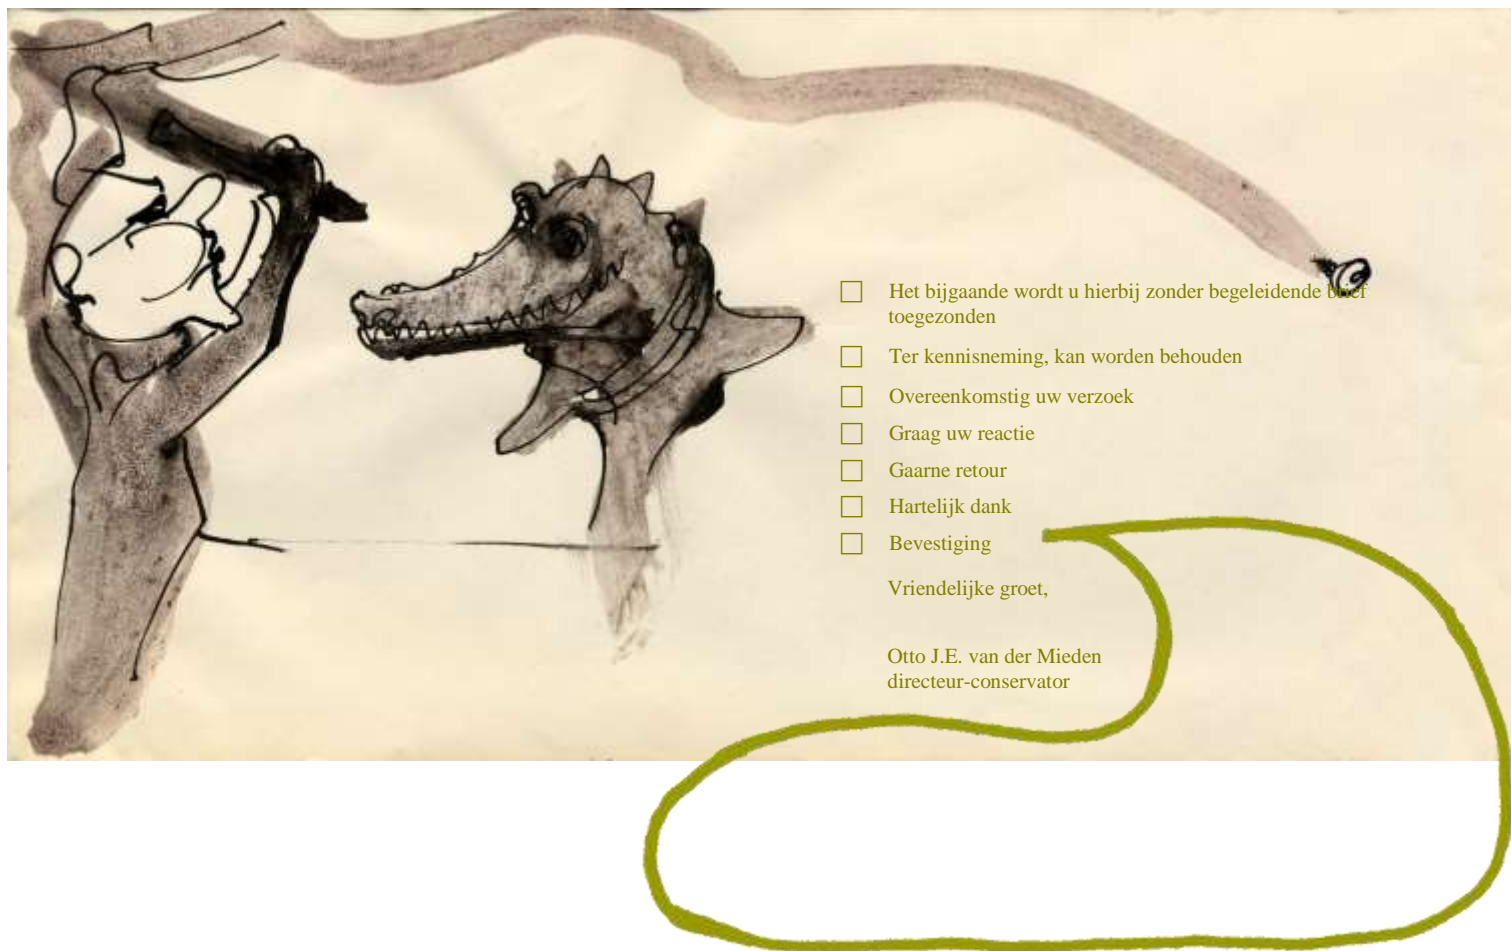 Het bijgaande wordt u hierbij zonder begeleidende brief
toegezonden
Ter kennisneming, kan worden behouden
Overeenkomstig uw verzoek
Graag uw reactie
Gaarne retour
Hartelijk dank
Bevestiging
Vriendelijke groet,
Otto J.E. van der Mieden
directeur-conservator